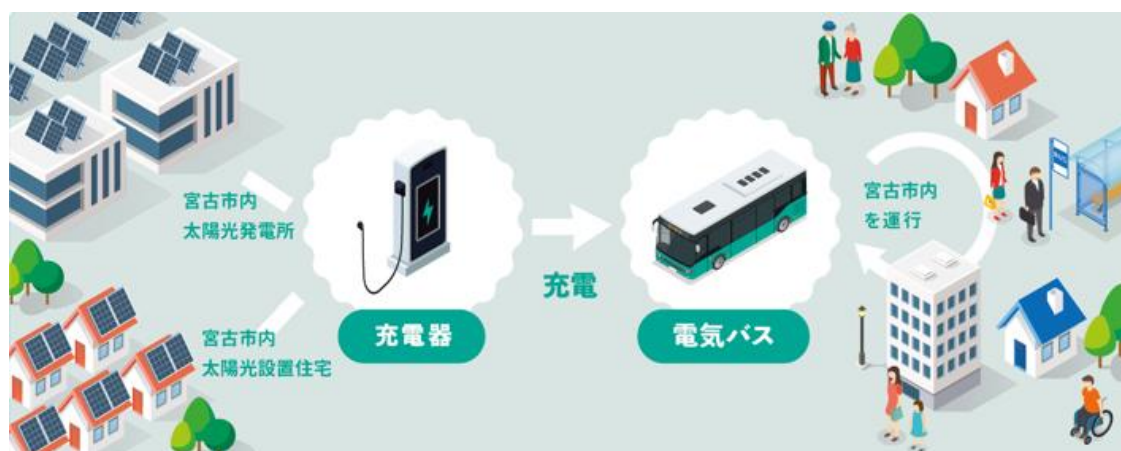 宮古市内
太陽光発電所
宮古市内
太陽光設置住宅
充電器
充電
電気バス
宮古市内
を運行